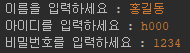 이름을 입력하세요 : 홍길동
아이디를 입력하세요 : h000
비밀번호를 입력하세요 : 1234